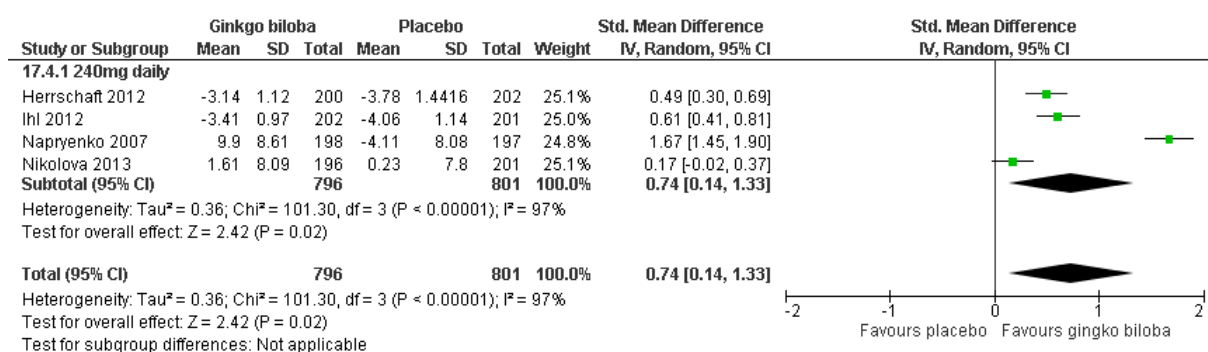 Ginkgo biloba Placebo Std. Mean Difference Std. Mean Difference
Study or Subgroup Mean SD Total Mean SD Total Weight IV, Random, 95% CI IV, Random, 95% CI
17.4.1 240mg daily
Herrschaft 2012 -3.14 1.12 200 -3.78 1.4416 202 25.1% 0.49 [0.30, 0.69]
Ihl 2012 -3.41 0.97 202 -4.06 1.14 201 25.0% 0.61 [0.41, 0.81]
Napryenko 2007 9.9 8.61 198 -4.11 8.08 197 24.8% 1.67 [1.45, 1.90]
Nikolova 2013 1.61 8.09 196 0.23 7.8 201 25.1% 0.17 [-0.02, 0.37]
Subtotal (95% CI) 796 801 100.0% 0.74 [0.14, 1.33]
Heterogeneity: Tau² = 0.36; Chi² = 101.30, df = 3 (P < 0.00001); I² = 97%
Test for overall effect: Z = 2.42 (P = 0.02)
Total (95% CI) 796 801 100.0% 0.74 [0.14, 1.33]
Heterogeneity: Tau² = 0.36; Chi² = 101.30, df = 3 (P < 0.00001); I² = 97%
Test for overall effect: Z = 2.42 (P = 0.02)
Test for subgroup differences: Not applicable
-2 -1 0 1 2
Favours placebo Favours gingko biloba